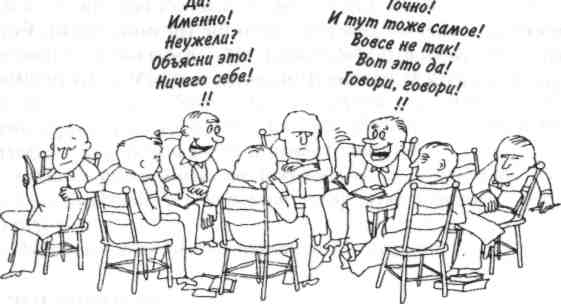 Да!
Именно!
Неужели?
Объясни это!
Ничего себе!
!!
Точно!
И тут тоже самое!
Вовсе не так!
Вот это да!
Говори, говори!
!!